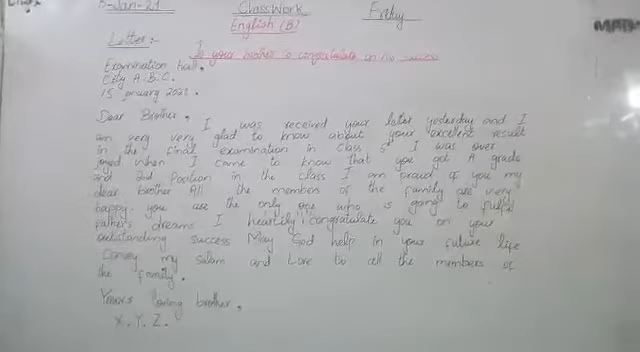 5-Jan-21 ClassWork Friday
English (B)
Letter:- To your brother to congratulate on his success
Examination hall,
City A.B.C.
15 january 2021.
Dear Brother,
I was received your later yesterday and I
am very very glad to know about your excellent result
in the final examination in class 5 I was over
joyed when I came to know that you got A grade
and 2nd Position in the class I am proud of you my
dear brother All the members of the family are very
happy. you are the only one who is going to fulfil
father's dreams I heartily congratulate you on your
outstanding success May God help in your future life
Convey my salam and Love to all the members of
the family.
Yours loving brother,
X.Y.Z.